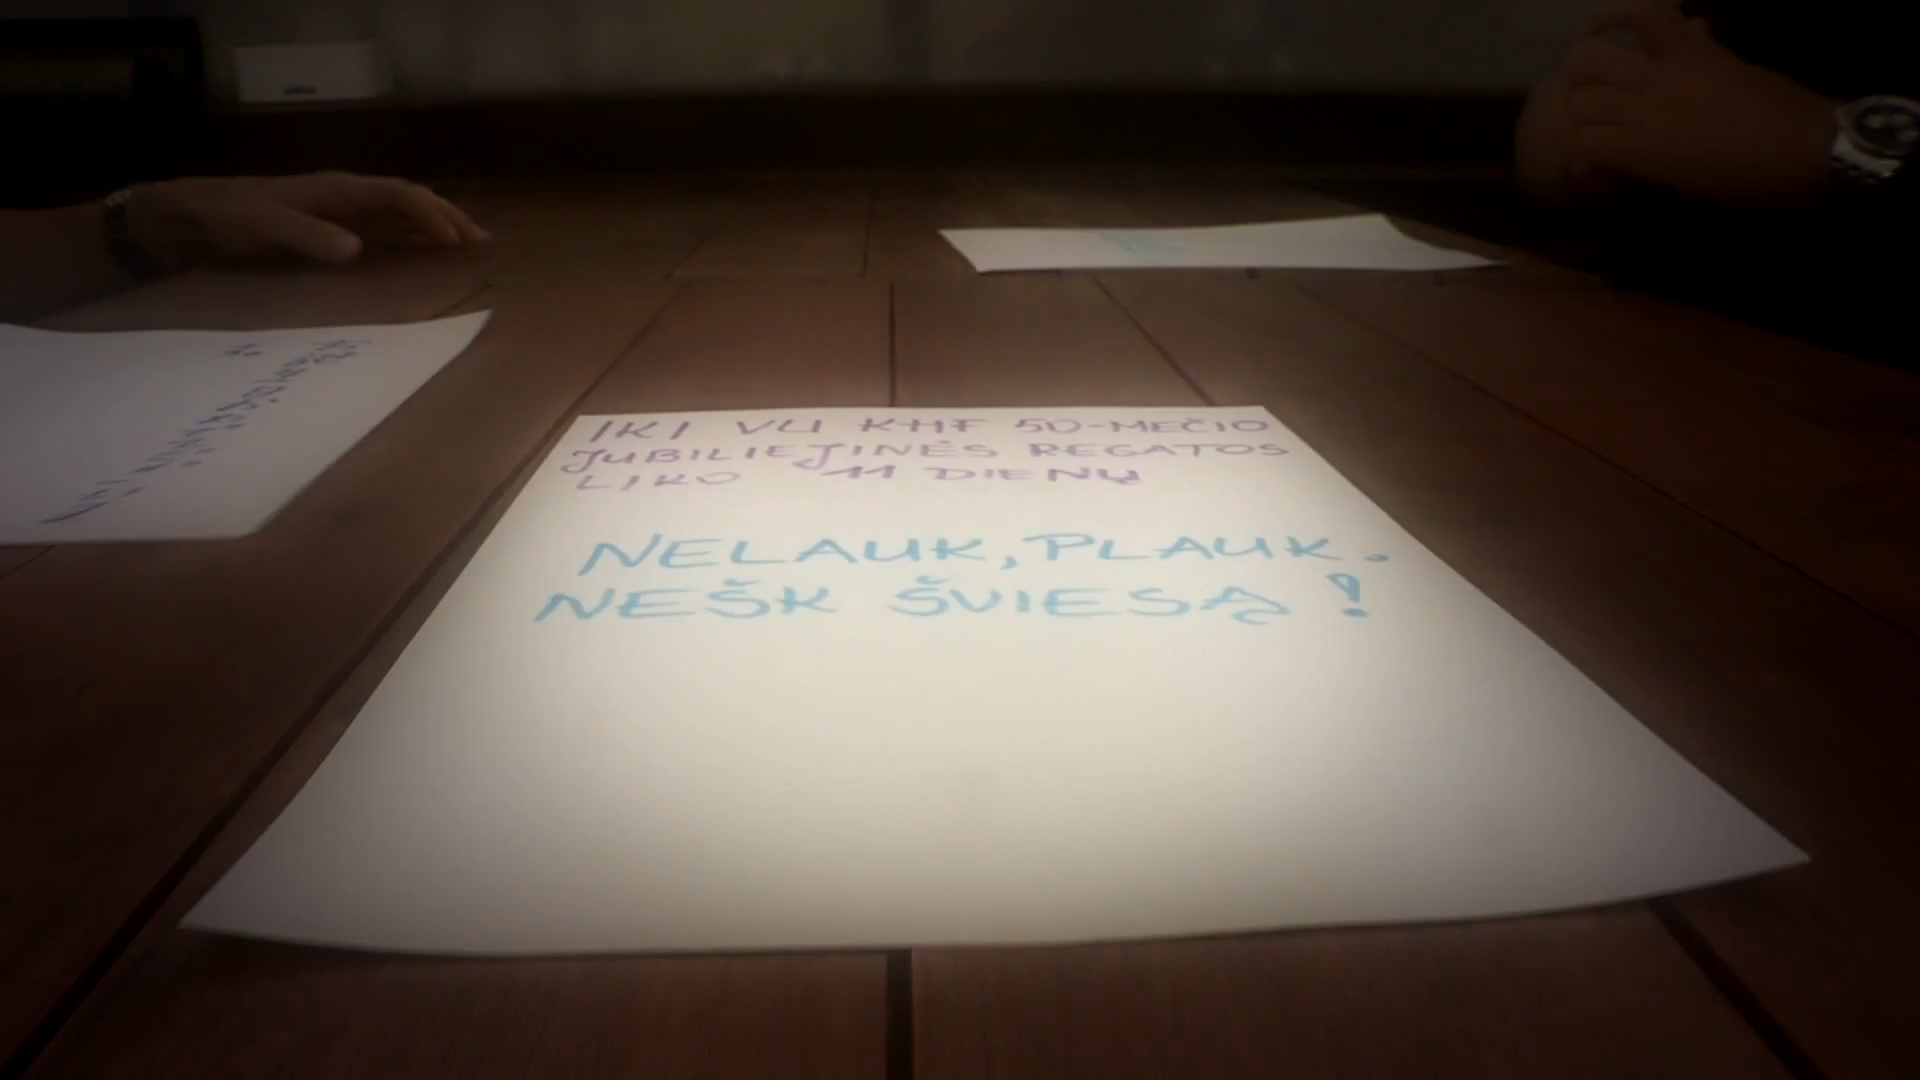 IKI VU KHF 50-MEČIO
JUBILIEJINĖS REGATOS
LIKO 11 DIENŲ
NELAUK, PLAUK.
NEŠK ŠVIESĄ!